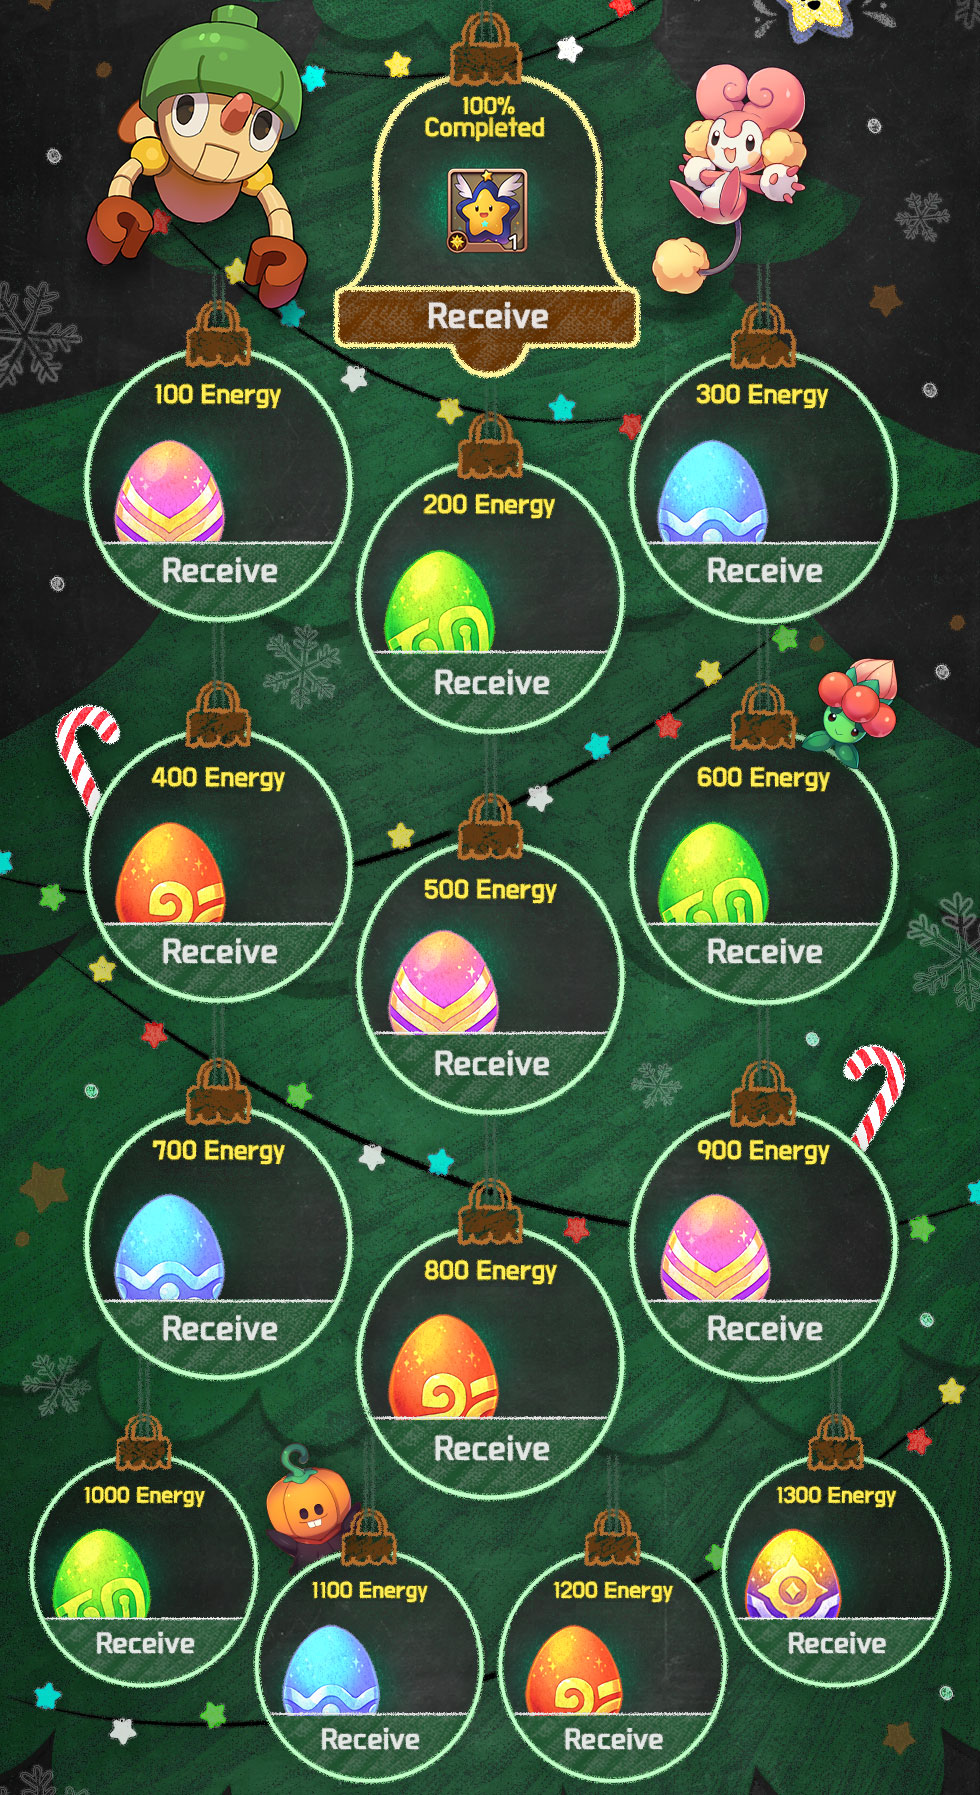 100%
Completed
1
Receive
100 Energy
Receive
200 Energy
Receive
300 Energy
Receive
400 Energy
Receive
500 Energy
Receive
600 Energy
Receive
700 Energy
Receive
800 Energy
Receive
900 Energy
Receive
1000 Energy
Receive
1100 Energy
Receive
1200 Energy
Receive
1300 Energy
Receive